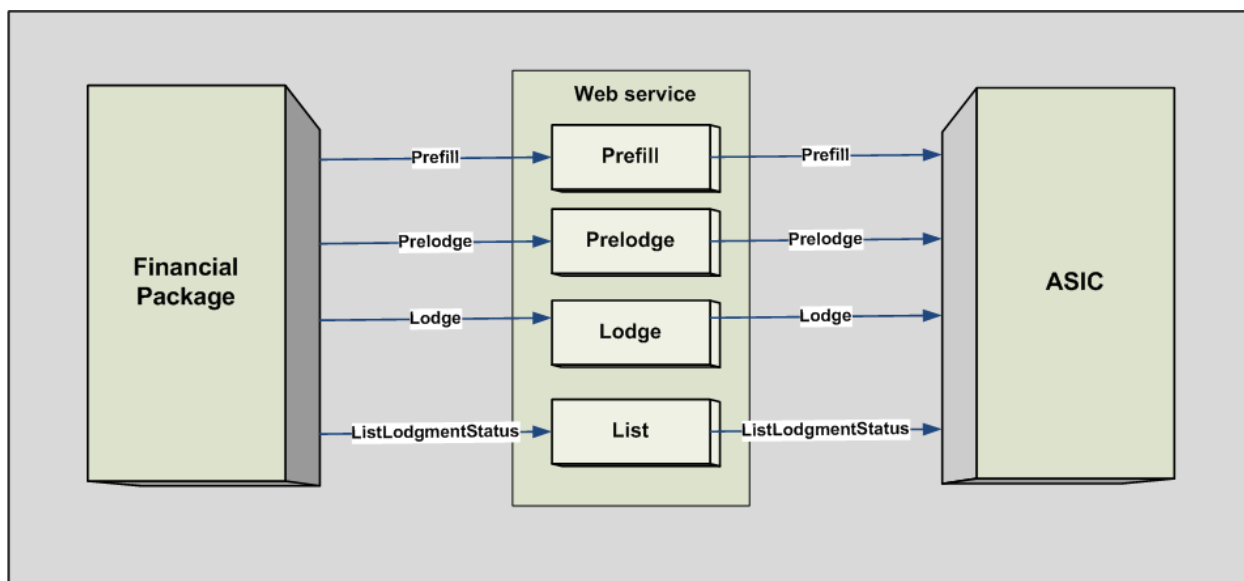 Web service
Prefill
Prefill
Prefill
Prelodge
Prelodge
Prelodge
Financial
Package
ASIC
Lodge
Lodge
Lodge
ListLodgmentStatus
List
ListLodgmentStatus